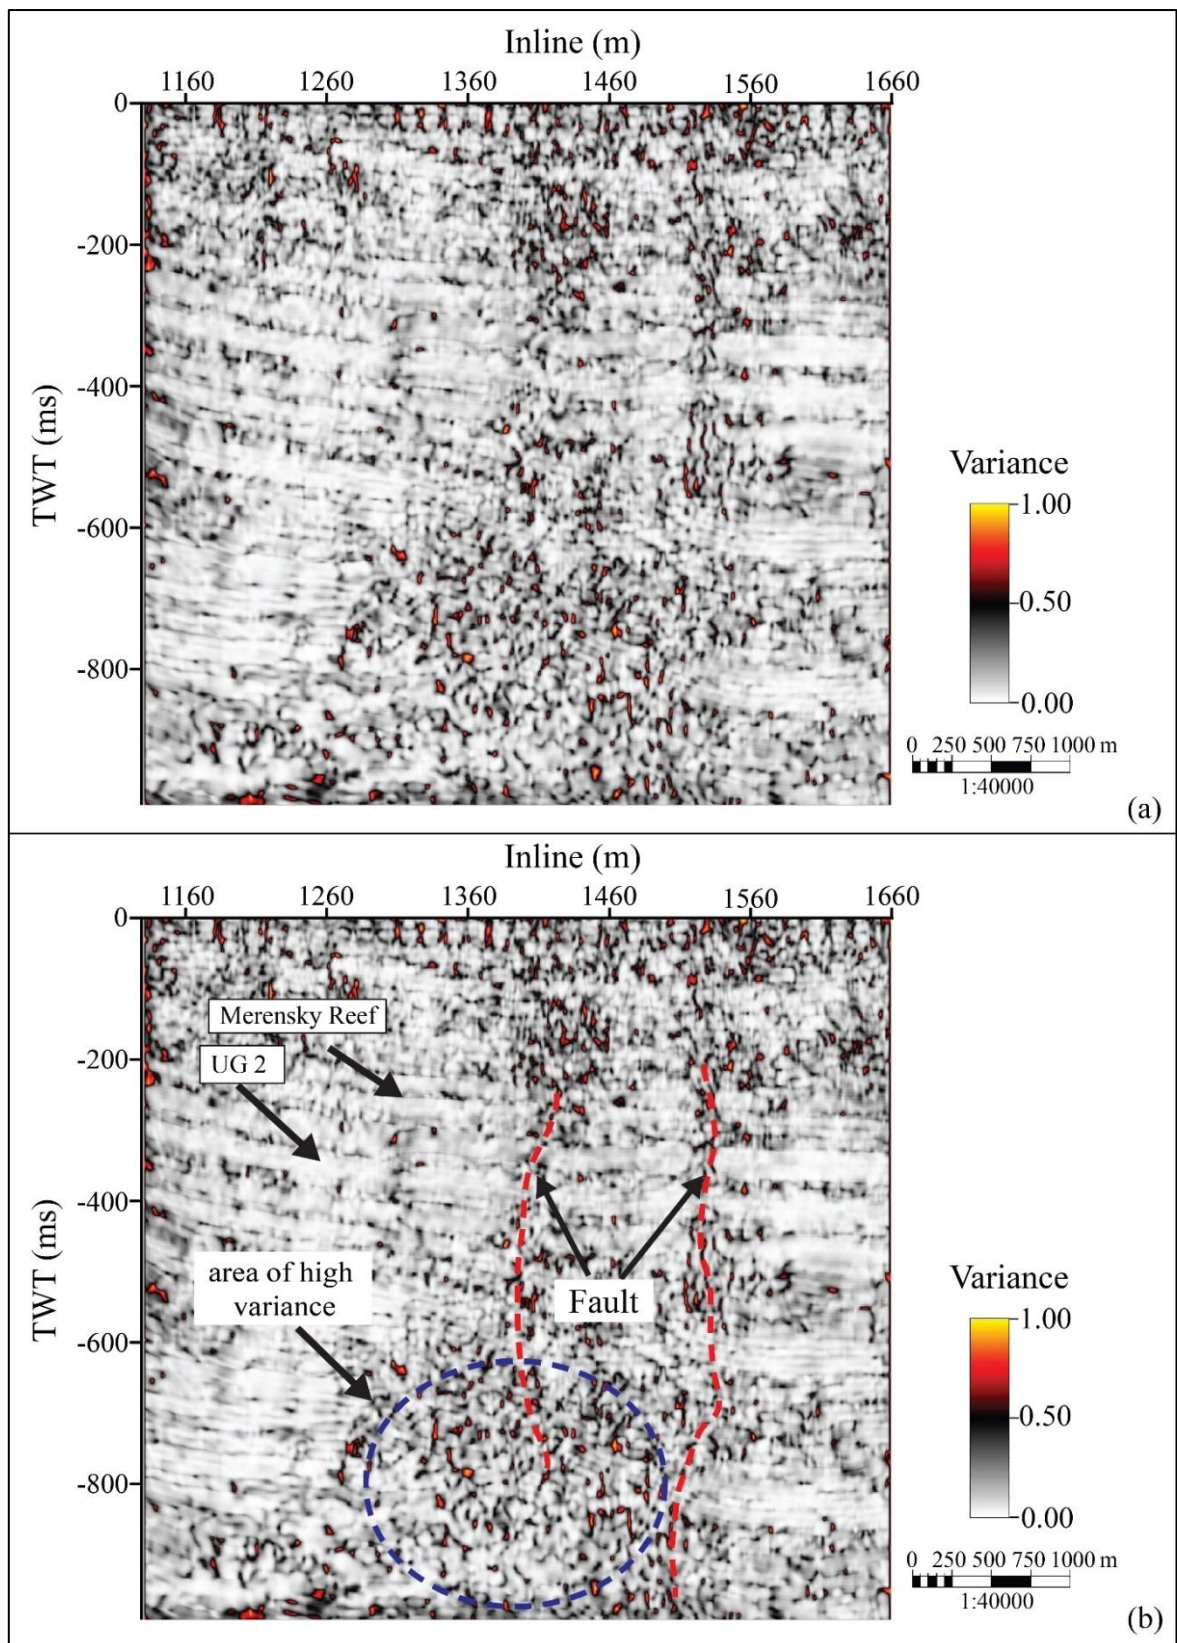 Inline (m)
1160 1260 1360 1460 1560 1660
0
-200
-400
-600
-800
TWT (ms)
Variance
1.00
0.50
0.00
0 250 500 750 1000 m
1:40000
(a)
Inline (m)
1160 1260 1360 1460 1560 1660
0
-200
-400
-600
-800
TWT (ms)
Merensky Reef
UG 2
area of high
variance
Fault
Variance
1.00
0.50
0.00
0 250 500 750 1000 m
1:40000
(b)